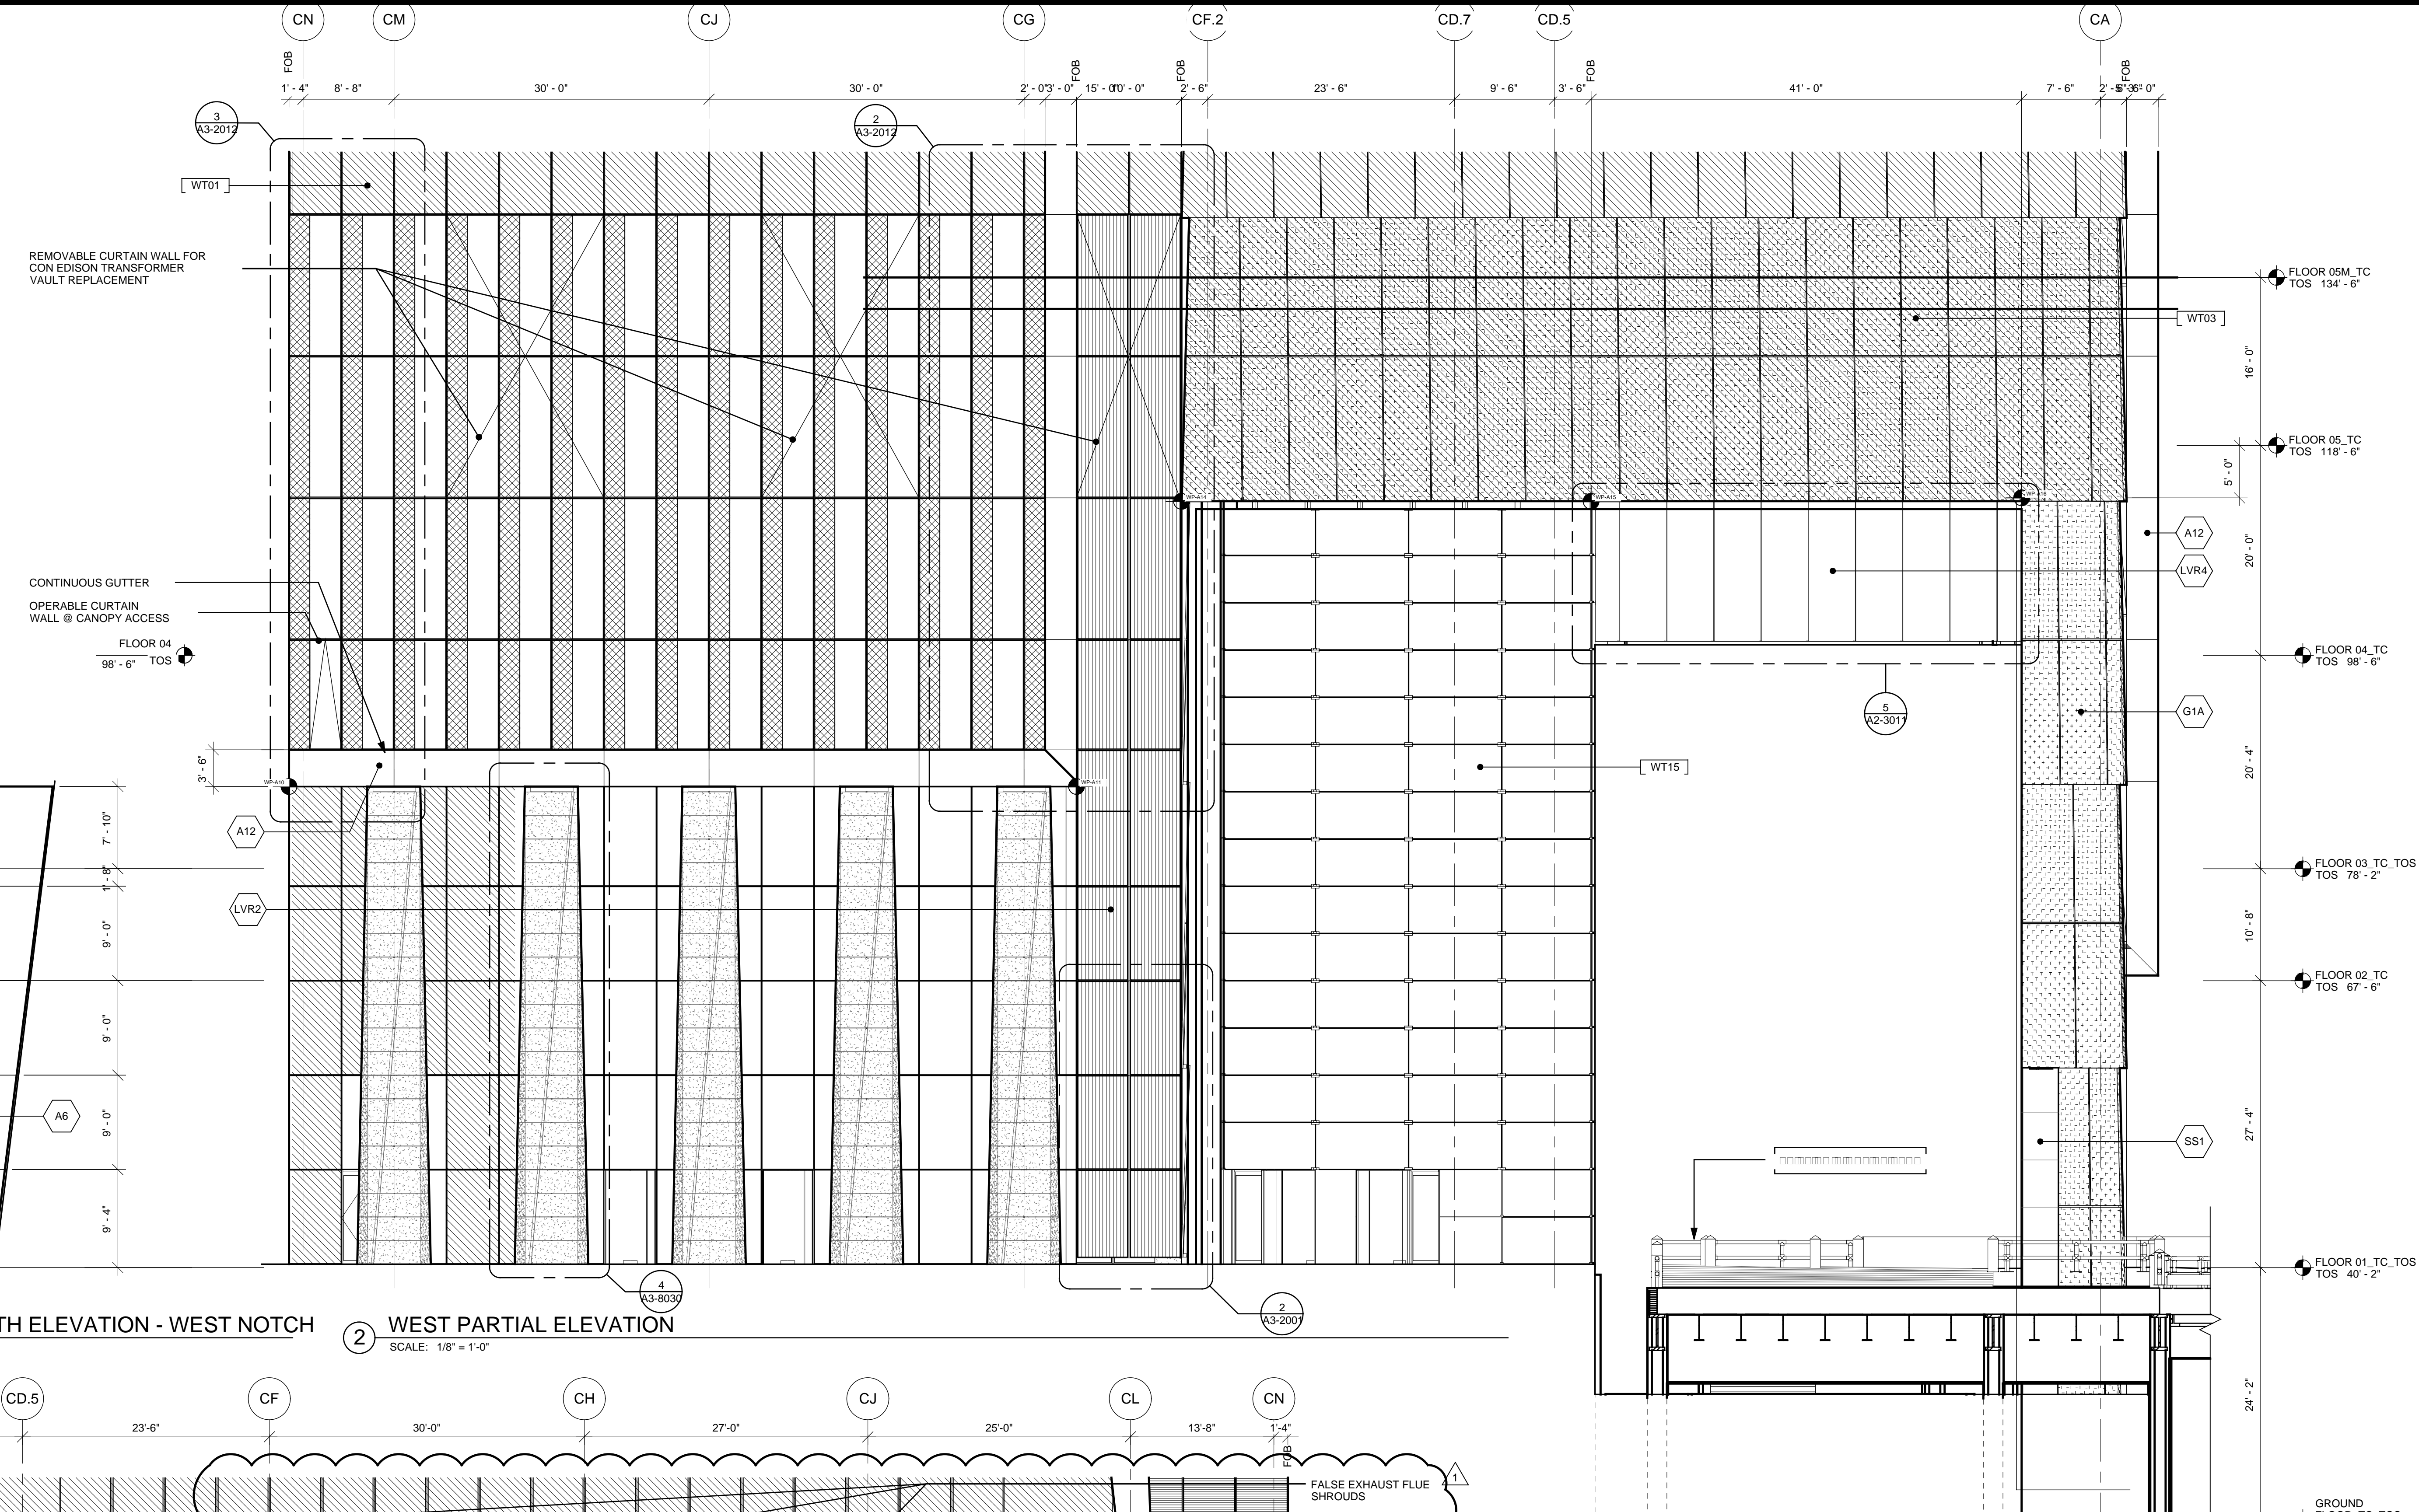 CN
CM
CJ
CG
CF.2
CD.7
CD.5
CA
FOB
FOB
FOB
FOB
FOB
1' - 4"
8' - 8"
30' - 0"
30' - 0"
2' - 0"
3' - 0"
10' - 0"
2' - 6"
23' - 6"
9' - 6"
3' - 6"
41' - 0"
7' - 6"
3
A3-2012
2
A3-2012
WT01
REMOVABLE CURTAIN WALL FOR
CON EDISON TRANSFORMER
VAULT REPLACEMENT
FLOOR 05M_TC
TOS 134' - 6"
WT03
16' - 0"
FLOOR 05_TC
TOS 118' - 6"
5' - 0"
WP-A14
WP-A15
A12
20' - 0"
LVR4
CONTINUOUS GUTTER
OPERABLE CURTAIN
WALL @ CANOPY ACCESS
FLOOR 04
98' - 6" TOS
FLOOR 04_TC
TOS 98' - 6"
5
A2-3011
G1A
3' - 6"
WT15
20' - 4"
WP-A10
WP-A11
7' - 10"
A12
1' - 8"
FLOOR 03_TC_TOS
TOS 78' - 2"
LVR2
9' - 0"
10' - 8"
FLOOR 02_TC
TOS 67' - 6"
9' - 0"
A6
9' - 0"
27' - 4"
SS1
9' - 4"
FLOOR 01_TC_TOS
TOS 40' - 2"
4
A3-8030
2
A3-2001
TH ELEVATION - WEST NOTCH
2
WEST PARTIAL ELEVATION
SCALE: 1/8" = 1'-0"
24' - 2"
CD.5
CF
CH
CJ
CL
CN
23'-6"
30'-0"
27'-0"
25'-0"
13'-8"
1'-4"
FOB
FALSE EXHAUST FLUE
SHROUDS
1
GROUND